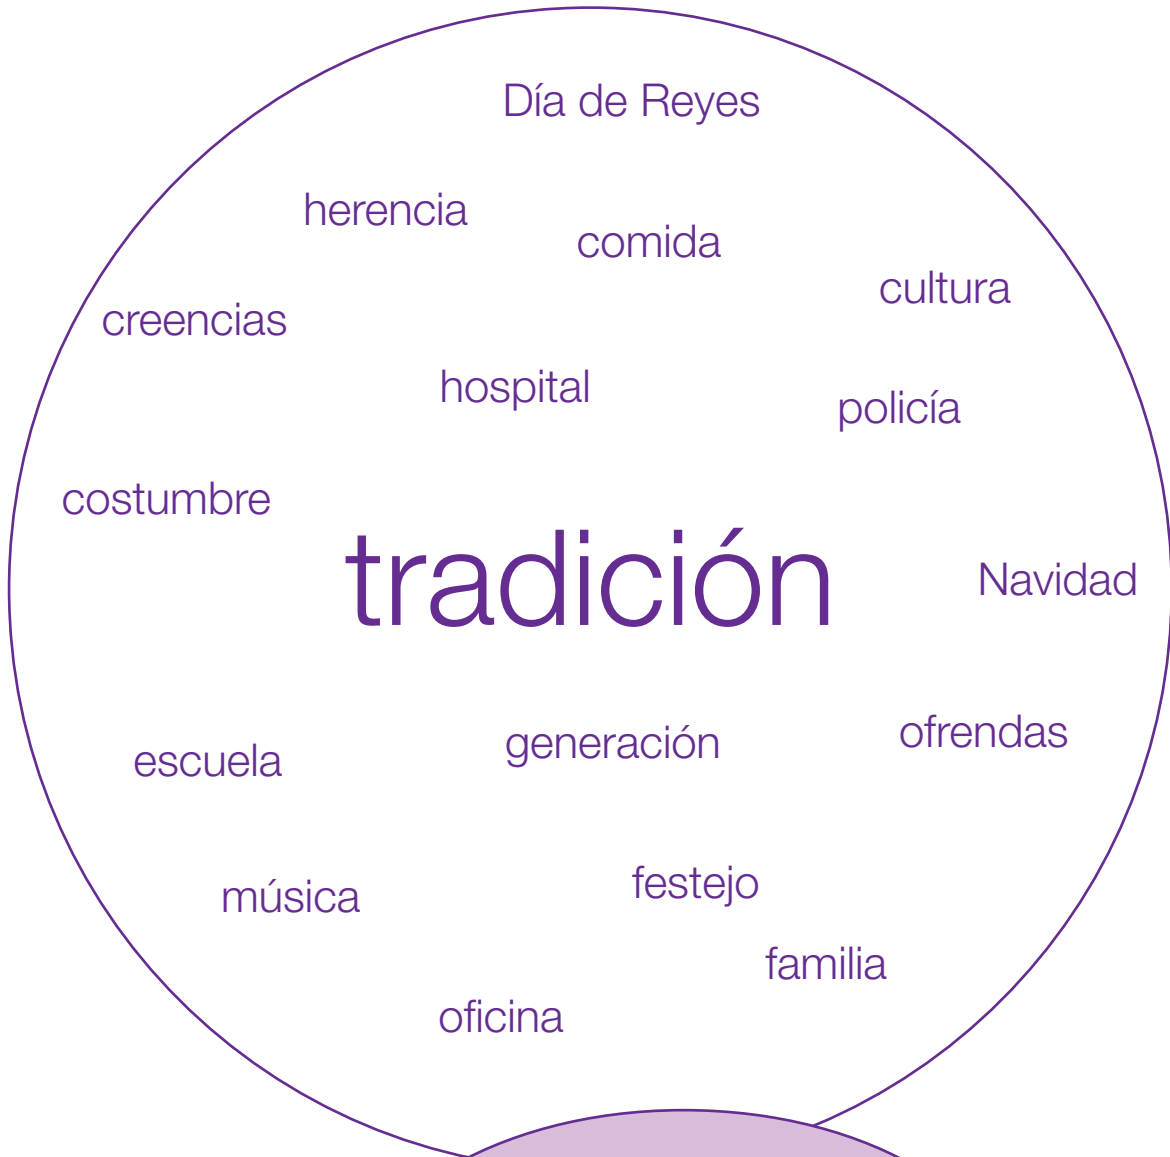 Día de Reyes
herencia
comida
cultura
creencias
hospital
policía
costumbre
tradición
Navidad
ofrendas
generación
escuela
festejo
música
familia
oficina